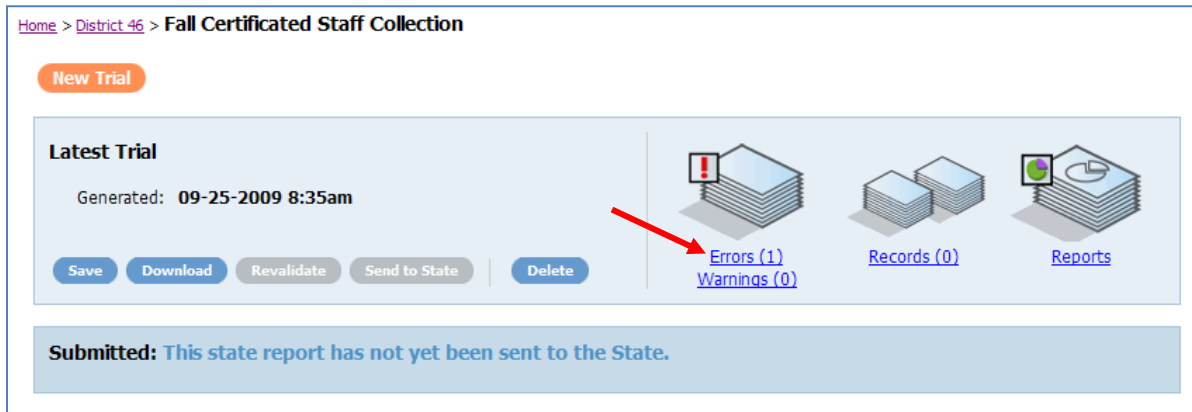 Home > District 46 > Fall Certificated Staff Collection
New Trial
Latest Trial
Generated: 09-25-2009 8:35am
Save Download Revalidate Send to State Delete
Errors (1)
Warnings (0)
Records (0)
Reports
Submitted: This state report has not yet been sent to the State.